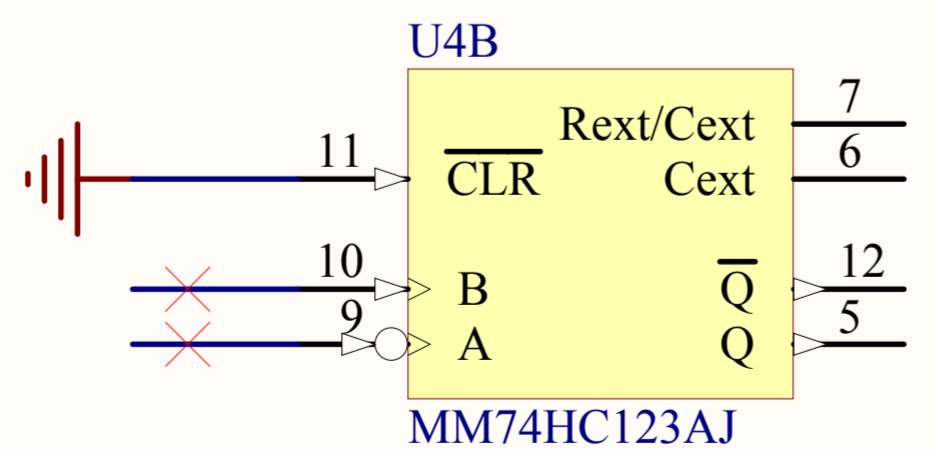 U4B
11
CLR
Rext/Cext
7
Cext
6
10
B
Q
12
9
A
Q
5
MM74HC123AJ